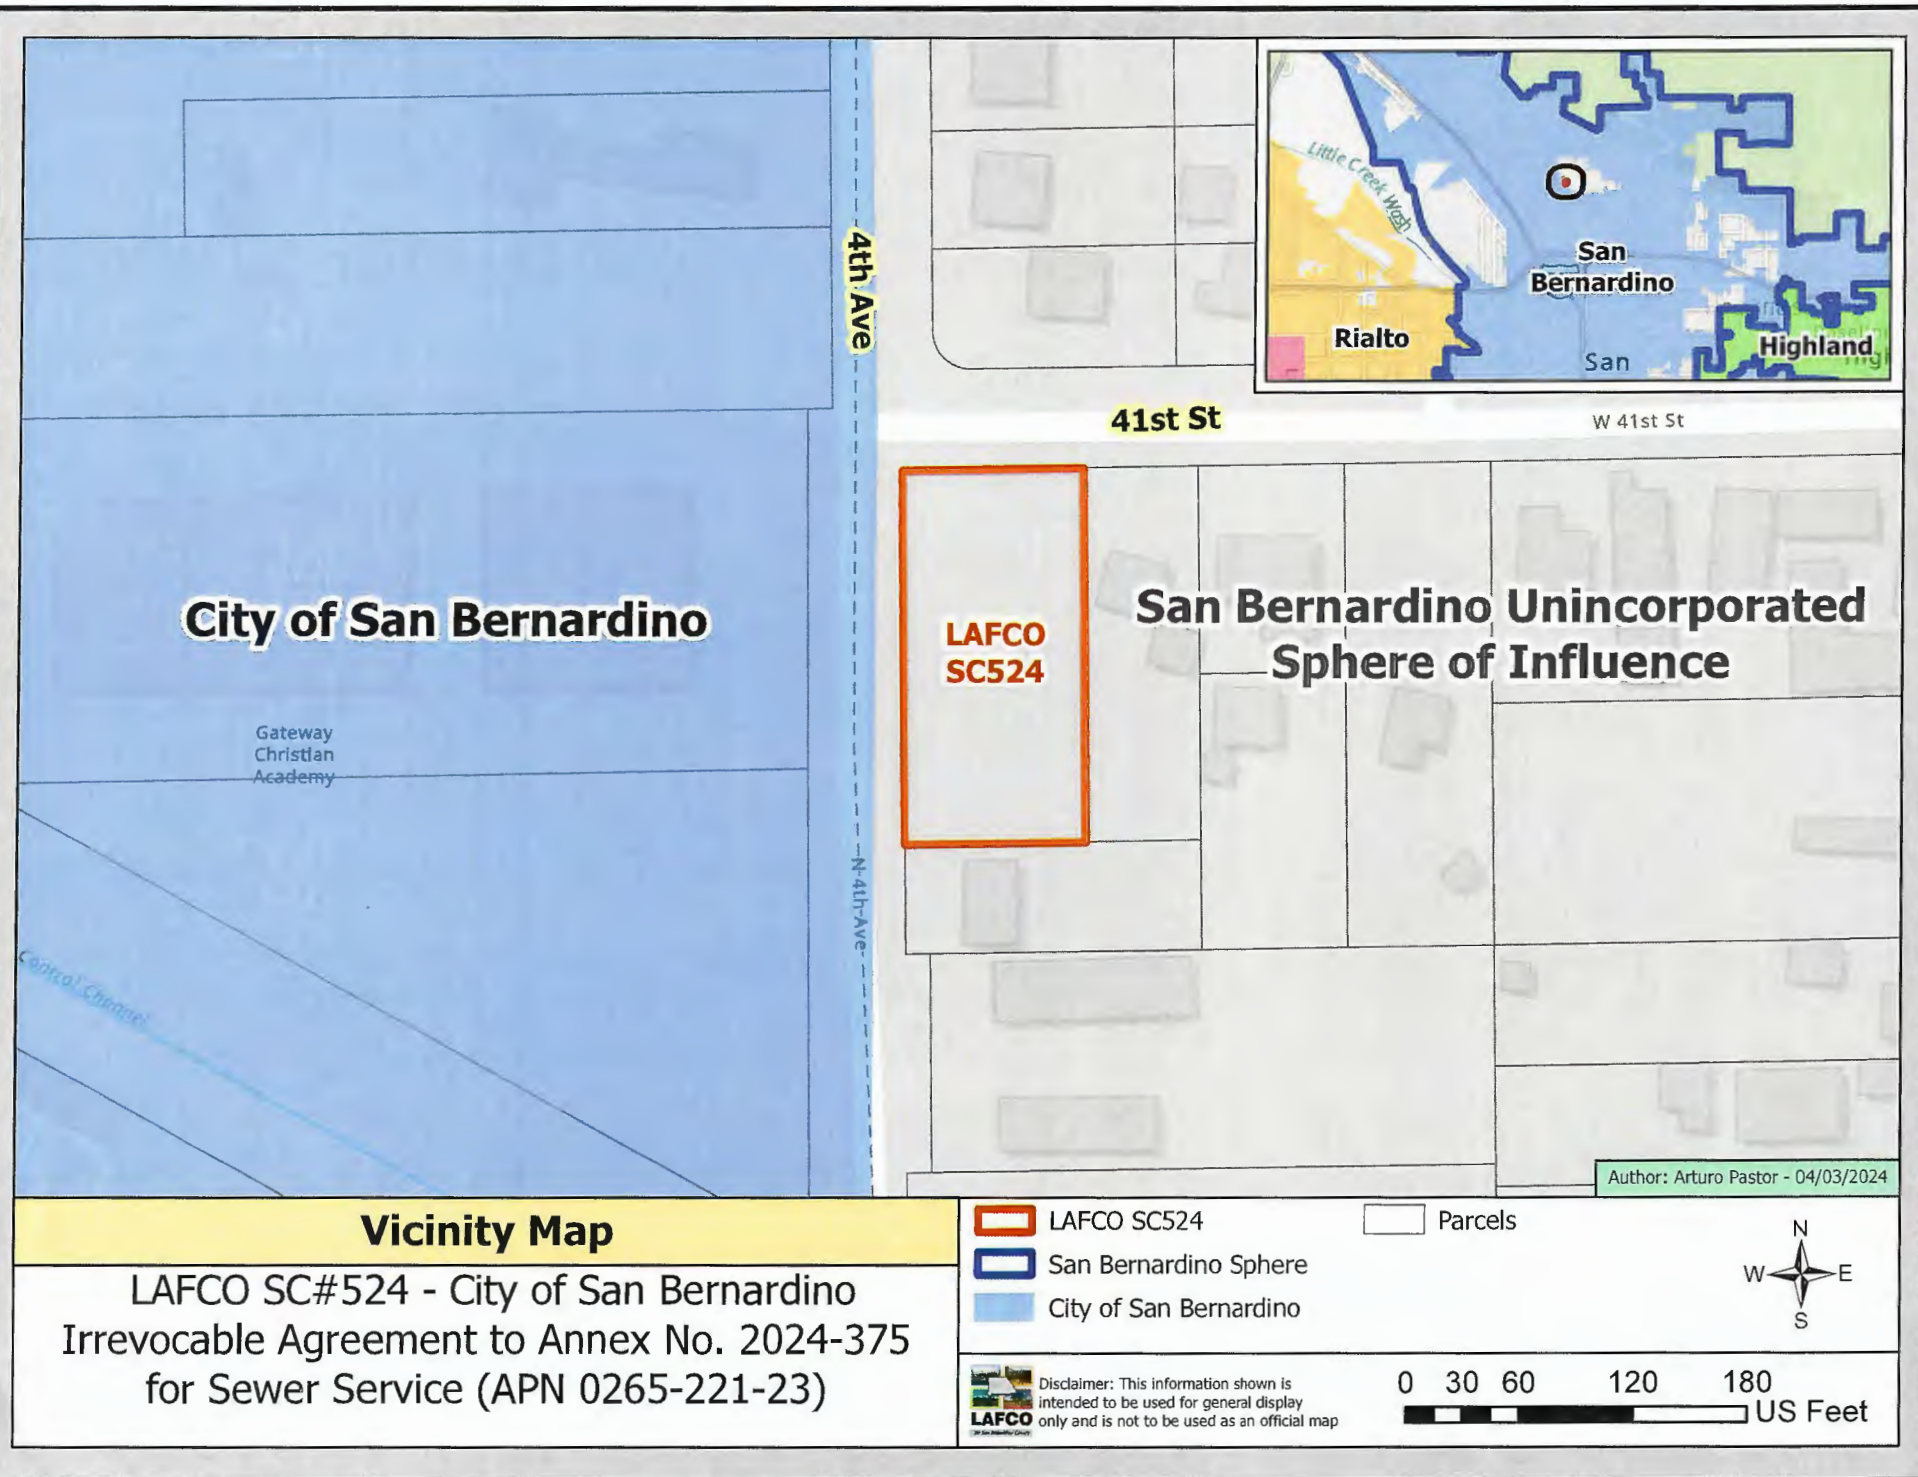 Little Creek Wash
San
Bernardino
Rialto
Highland
San
4th Ave
41st St
W 41st St
City of San Bernardino
LAFCO
SC524
San Bernardino Unincorporated
Sphere of Influence
Gateway
Christian
Academy
N 4th Ave
Control Channel
Author: Arturo Pastor - 04/03/2024
Vicinity Map
LAFCO SC#524 - City of San Bernardino
Irrevocable Agreement to Annex No. 2024-375
for Sewer Service (APN 0265-221-23)
LAFCO SC524
Parcels
San Bernardino Sphere
City of San Bernardino
N
W E
S
LAFCO
Disclaimer: This information shown is
intended to be used for general display
only and is not to be used as an official map
0 30 60 120 180
US Feet